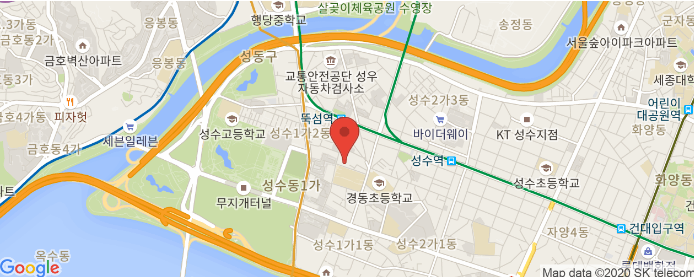 살곶이체육공원 수영장
행당중학교
송정동
군자동
금호동2가
응봉동
응봉동
금호벽산아파트
성동구
서울숲아이파크아파트
세종대학
교통안전공단 성우
자동차검사소
피자헛
성수2가3동
어린이
대공원역
금호4가동
뚝섬역
화양동
세븐일레븐
성수고등학교
성수1가2동
바이더웨이
KT 성수지점
금호동4가
성수역
성수동1가
성수초등학교
화양동
무지개터널
경동초등학교
건대입구역
성수1가1동
성수2가1동
자양4동
옥수동
롯데백화점
Google
Map data ©2020 SK telecom